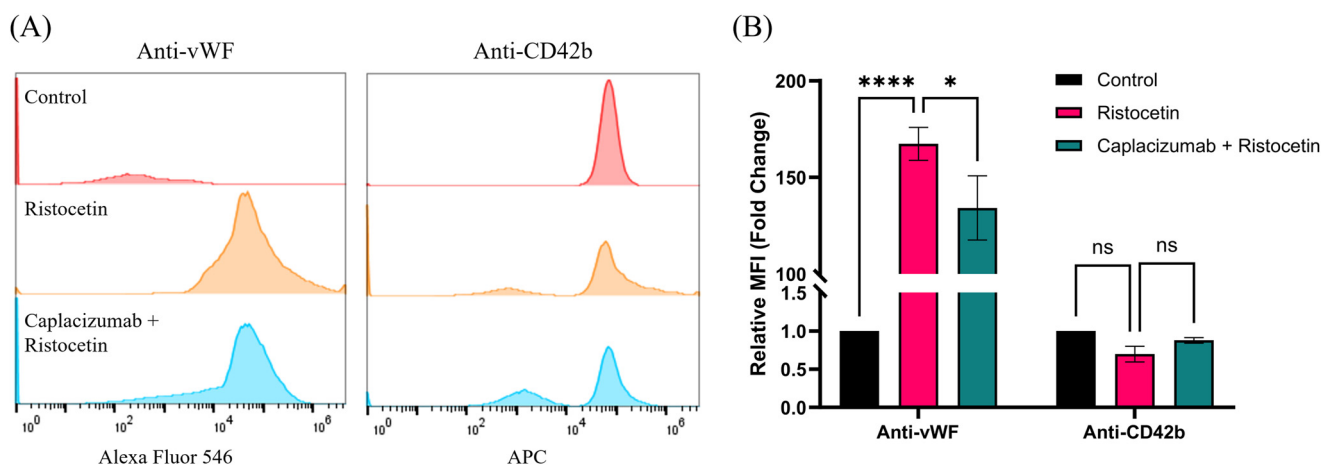 (A)
Anti-vWF
Anti-CD42b
Control
Ristocetin
Caplacizumab +
Ristocetin
10^0 10^2 10^4 10^6
10^0 10^2 10^4 10^6
Alexa Fluor 546
APC
(B)
Relative MFI (Fold Change)
200
150
100
1.5
1.0
0.5
0.0
**** *
ns ns
Anti-vWF
Anti-CD42b
Control
Ristocetin
Caplacizumab + Ristocetin